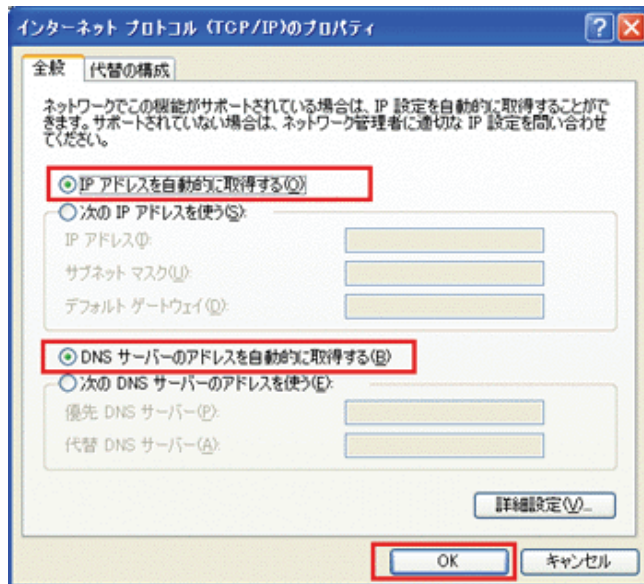 インターネット プロトコル (TCP/IP)のプロパティ
全般
代替の構成
ネットワークでこの機能がサポートされている場合は、IP 設定を自動的に取得することがで
きます。サポートされていない場合は、ネットワーク管理者に適切な IP 設定を問い合わせ
てください。
IP アドレスを自動的に取得する(O)
次の IP アドレスを使う(S):
IP アドレス(I):
サブネット マスク(U):
デフォルト ゲートウェイ(D):
DNS サーバーのアドレスを自動的に取得する(B)
次の DNS サーバーのアドレスを使う(E):
優先 DNS サーバー(P):
代替 DNS サーバー(A):
詳細設定(V)...
OK
キャンセル